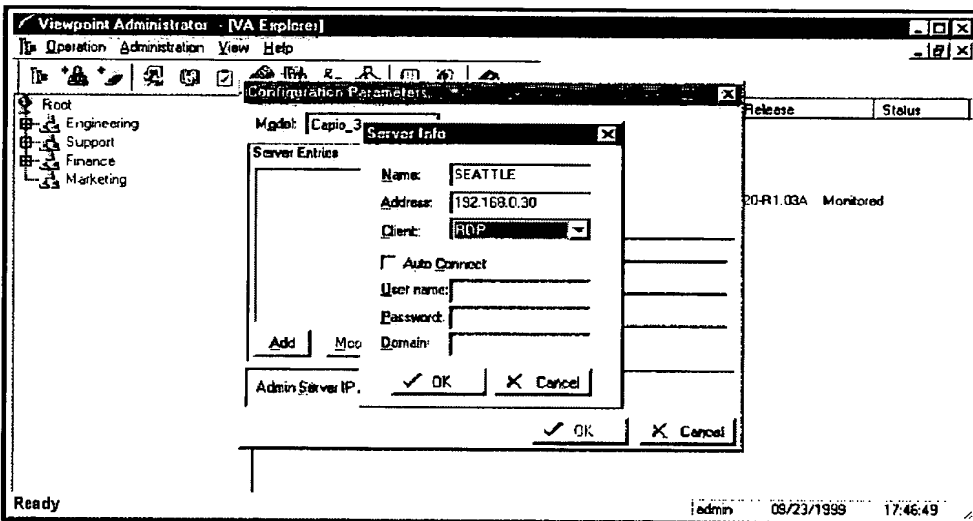 Viewpoint Administrator - [VA Explorer]
Operation Administration View Help
Configuration Parameters
Release Status
Root
Engineering
Support
Finance
Marketing
Model: Capio_3
Server Entries
Server Info
Name: SEATTLE
Address: 192.168.0.30
Client: RDP
20-R1.03A Monitored
Auto Connect
User name:
Password:
Domain:
Add
OK Cancel
Admin Server IP
OK Cancel
Ready
admin 09/23/1999 17:46:49